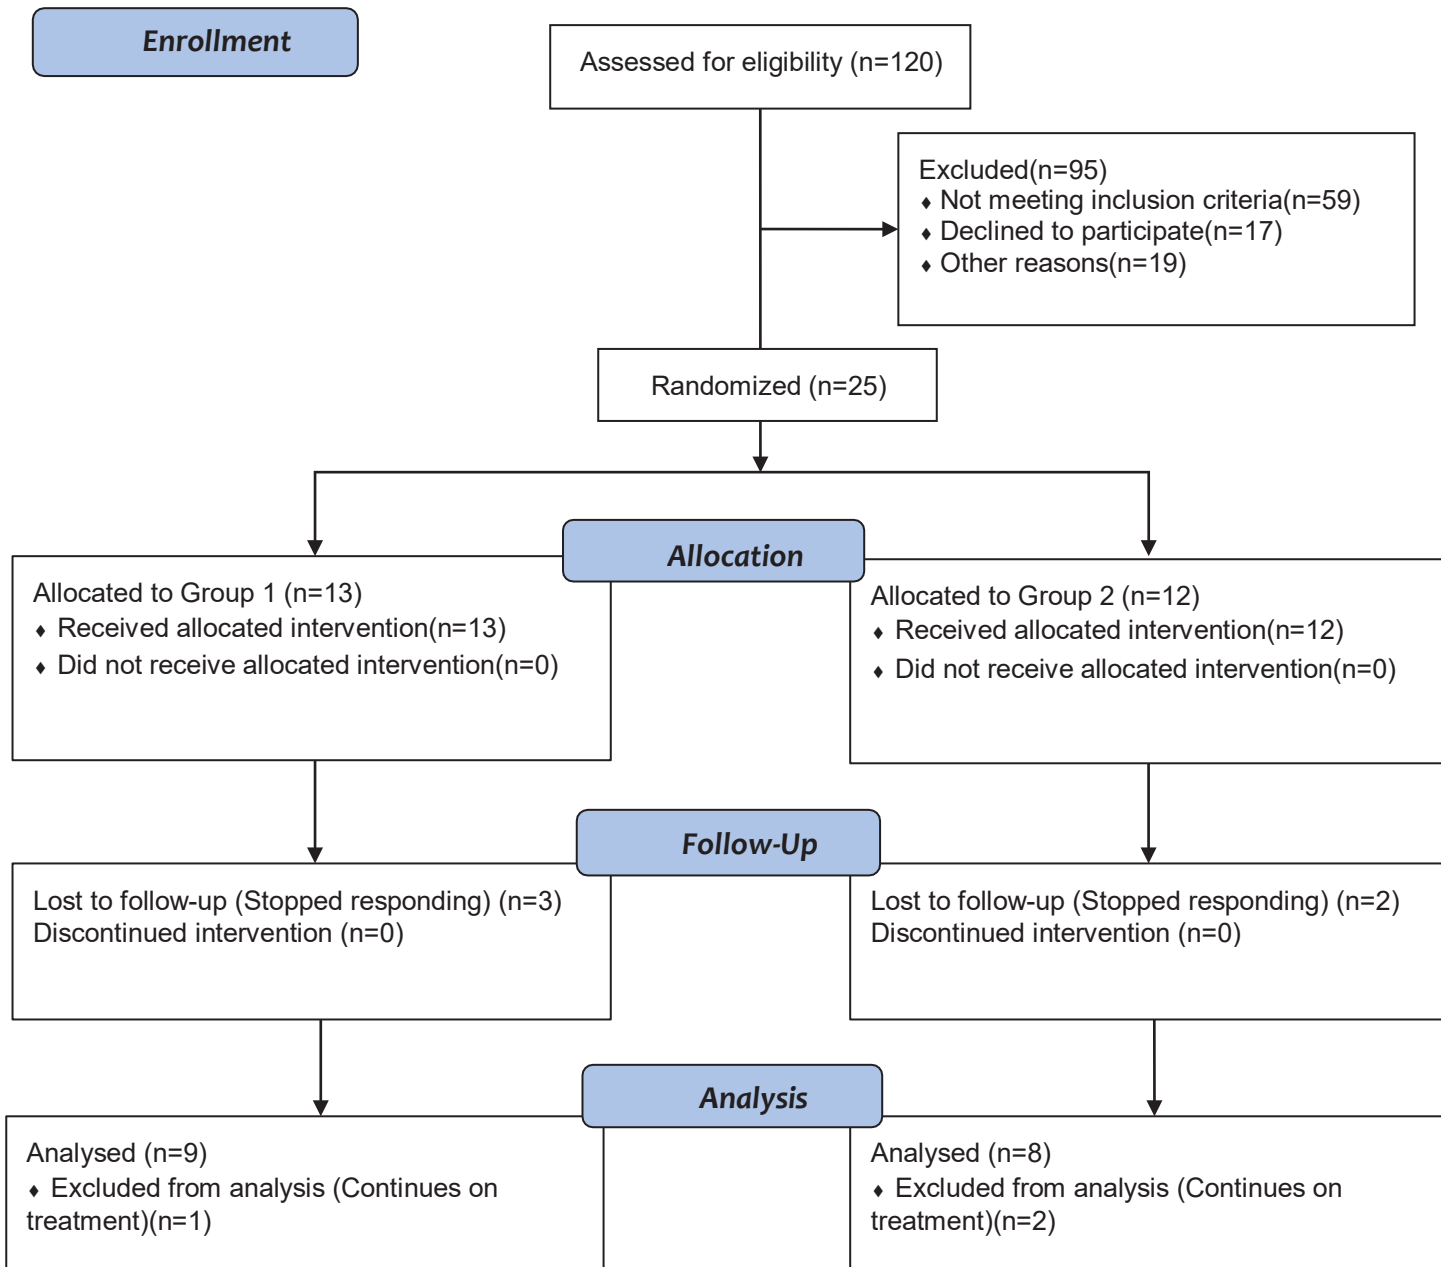 Enrollment
Assessed for eligibility (n=120)
Excluded(n=95)
♦ Not meeting inclusion criteria(n=59)
♦ Declined to participate(n=17)
♦ Other reasons(n=19)
Randomized (n=25)
Allocation
Allocated to Group 1 (n=13)
♦ Received allocated intervention(n=13)
♦ Did not receive allocated intervention(n=0)
Allocated to Group 2 (n=12)
♦ Received allocated intervention(n=12)
♦ Did not receive allocated intervention(n=0)
Follow-Up
Lost to follow-up (Stopped responding) (n=3)
Discontinued intervention (n=0)
Lost to follow-up (Stopped responding) (n=2)
Discontinued intervention (n=0)
Analysis
Analysed (n=9)
♦ Excluded from analysis (Continues on
treatment)(n=1)
Analysed (n=8)
♦ Excluded from analysis (Continues on
treatment)(n=2)